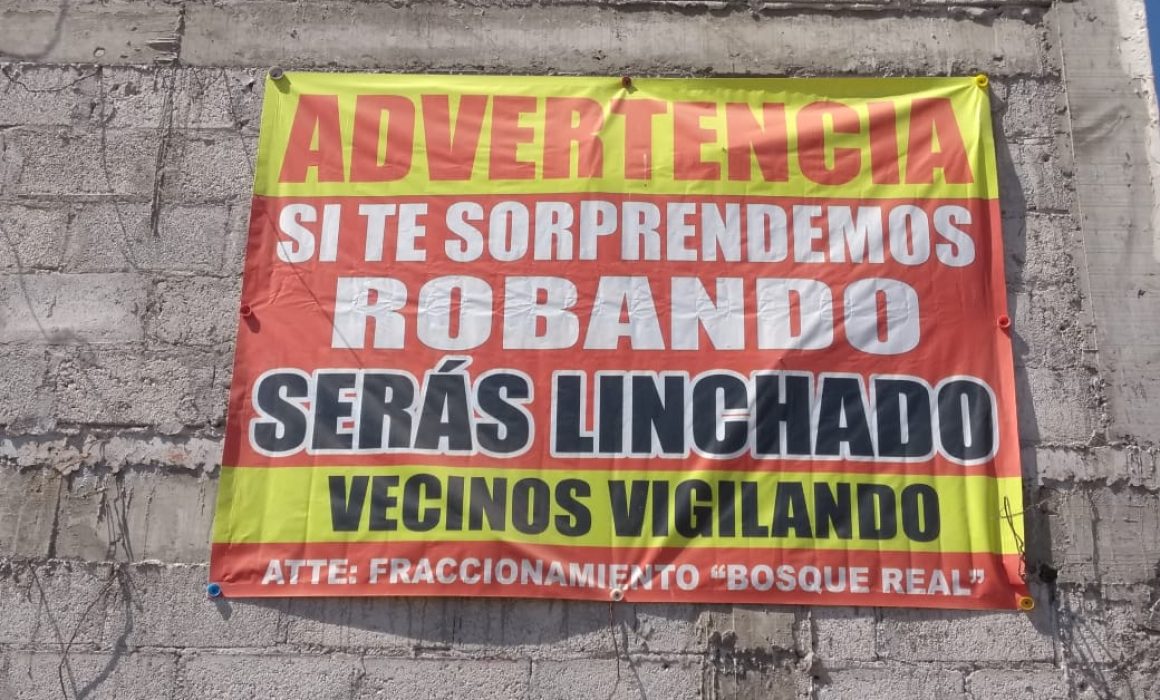 ADVERTENCIA
SI TE SORPRENDEMOS
ROBANDO
SERÁS LINCHADO
VECINOS VIGILANDO
ATTE: FRACCIONAMIENTO "BOSQUE REAL"